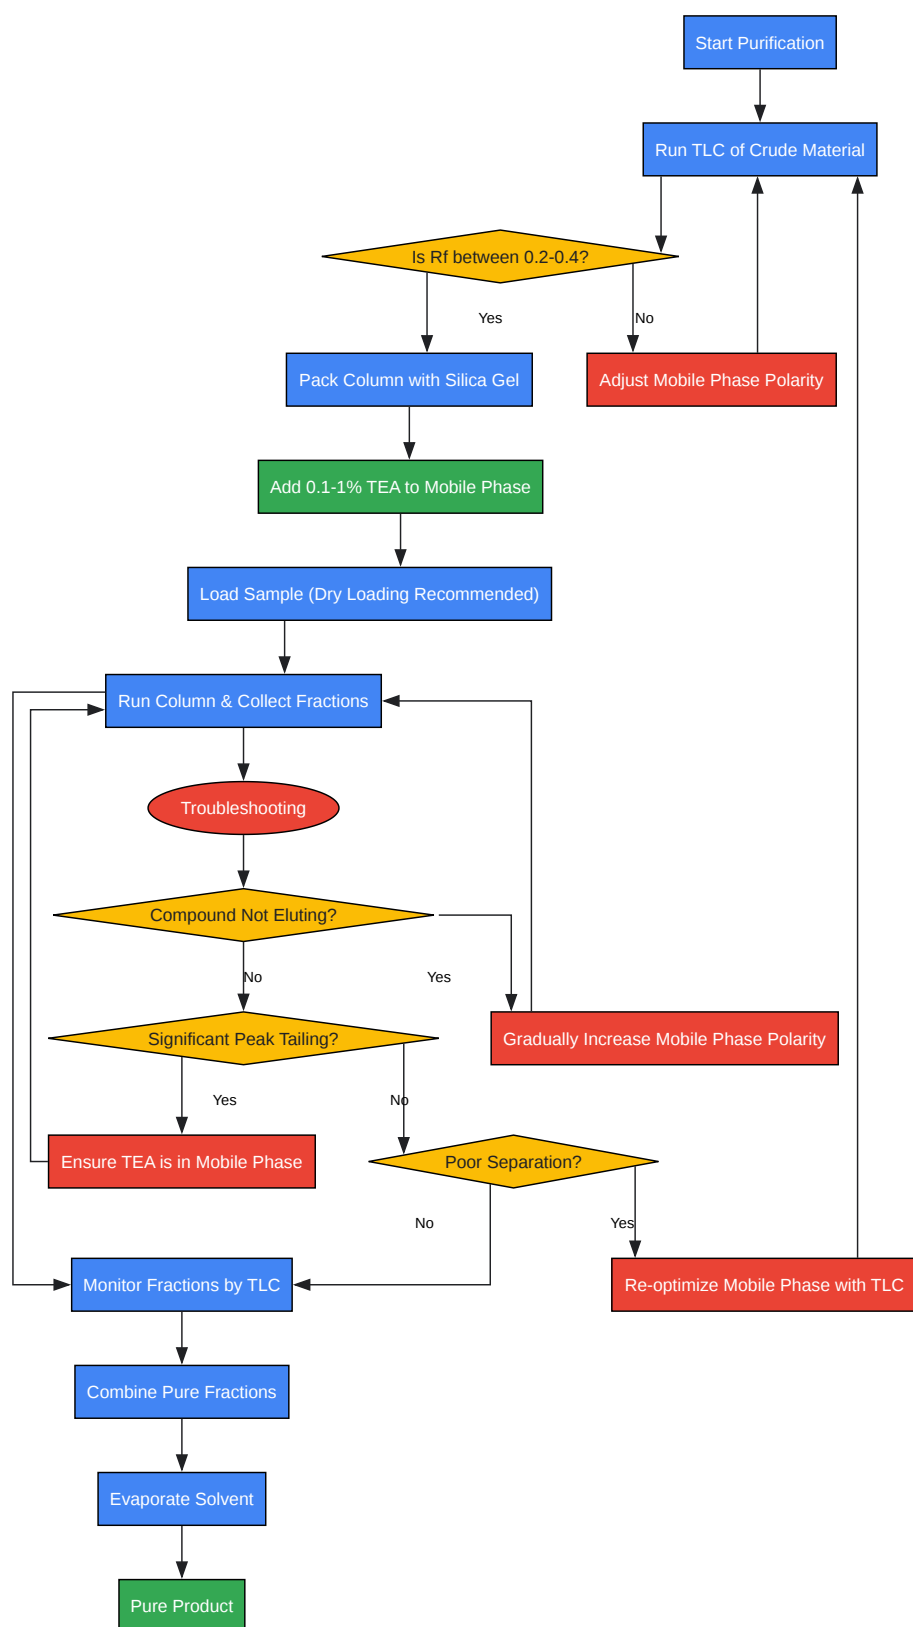 Start Purification
Run TLC of Crude Material
Is Rf between 0.2-0.4?
Yes
No
Pack Column with Silica Gel
Adjust Mobile Phase Polarity
Add 0.1-1% TEA to Mobile Phase
Load Sample (Dry Loading Recommended)
Run Column & Collect Fractions
Troubleshooting
Compound Not Eluting?
No
Yes
Significant Peak Tailing?
Gradually Increase Mobile Phase Polarity
Yes
No
Ensure TEA is in Mobile Phase
Poor Separation?
No
Yes
Monitor Fractions by TLC
Re-optimize Mobile Phase with TLC
Combine Pure Fractions
Evaporate Solvent
Pure Product